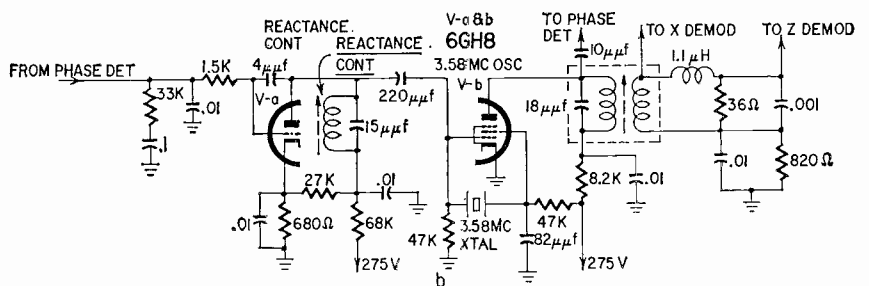 V-a &b
6GH8
3.58MC OSC
V-b
REACTANCE.
CONT
REACTANCE.
CONT
TO PHASE
DET
TO X DEMOD
TO Z DEMOD
FROM PHASE DET
1.5K
4μμf
V-a
33K
.01
.1
15μμf
220μμf
10μμf
18μμf
1.1μH
36Ω
.001
.01
820Ω
27K
.01
.01
680Ω
68K
275V
47K
3.58MC
XTAL
47K
82μμf
8.2K
.01
275V
b